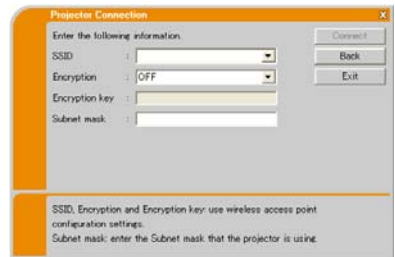 Projector Connection X
Enter the following information.
SSID :
Encryption : OFF
Encryption key :
Subnet mask :
Connect
Back
Exit
SSID, Encryption and Encryption key: use wireless access point
configuration settings.
Subnet mask: enter the Subnet mask that the projector is using.